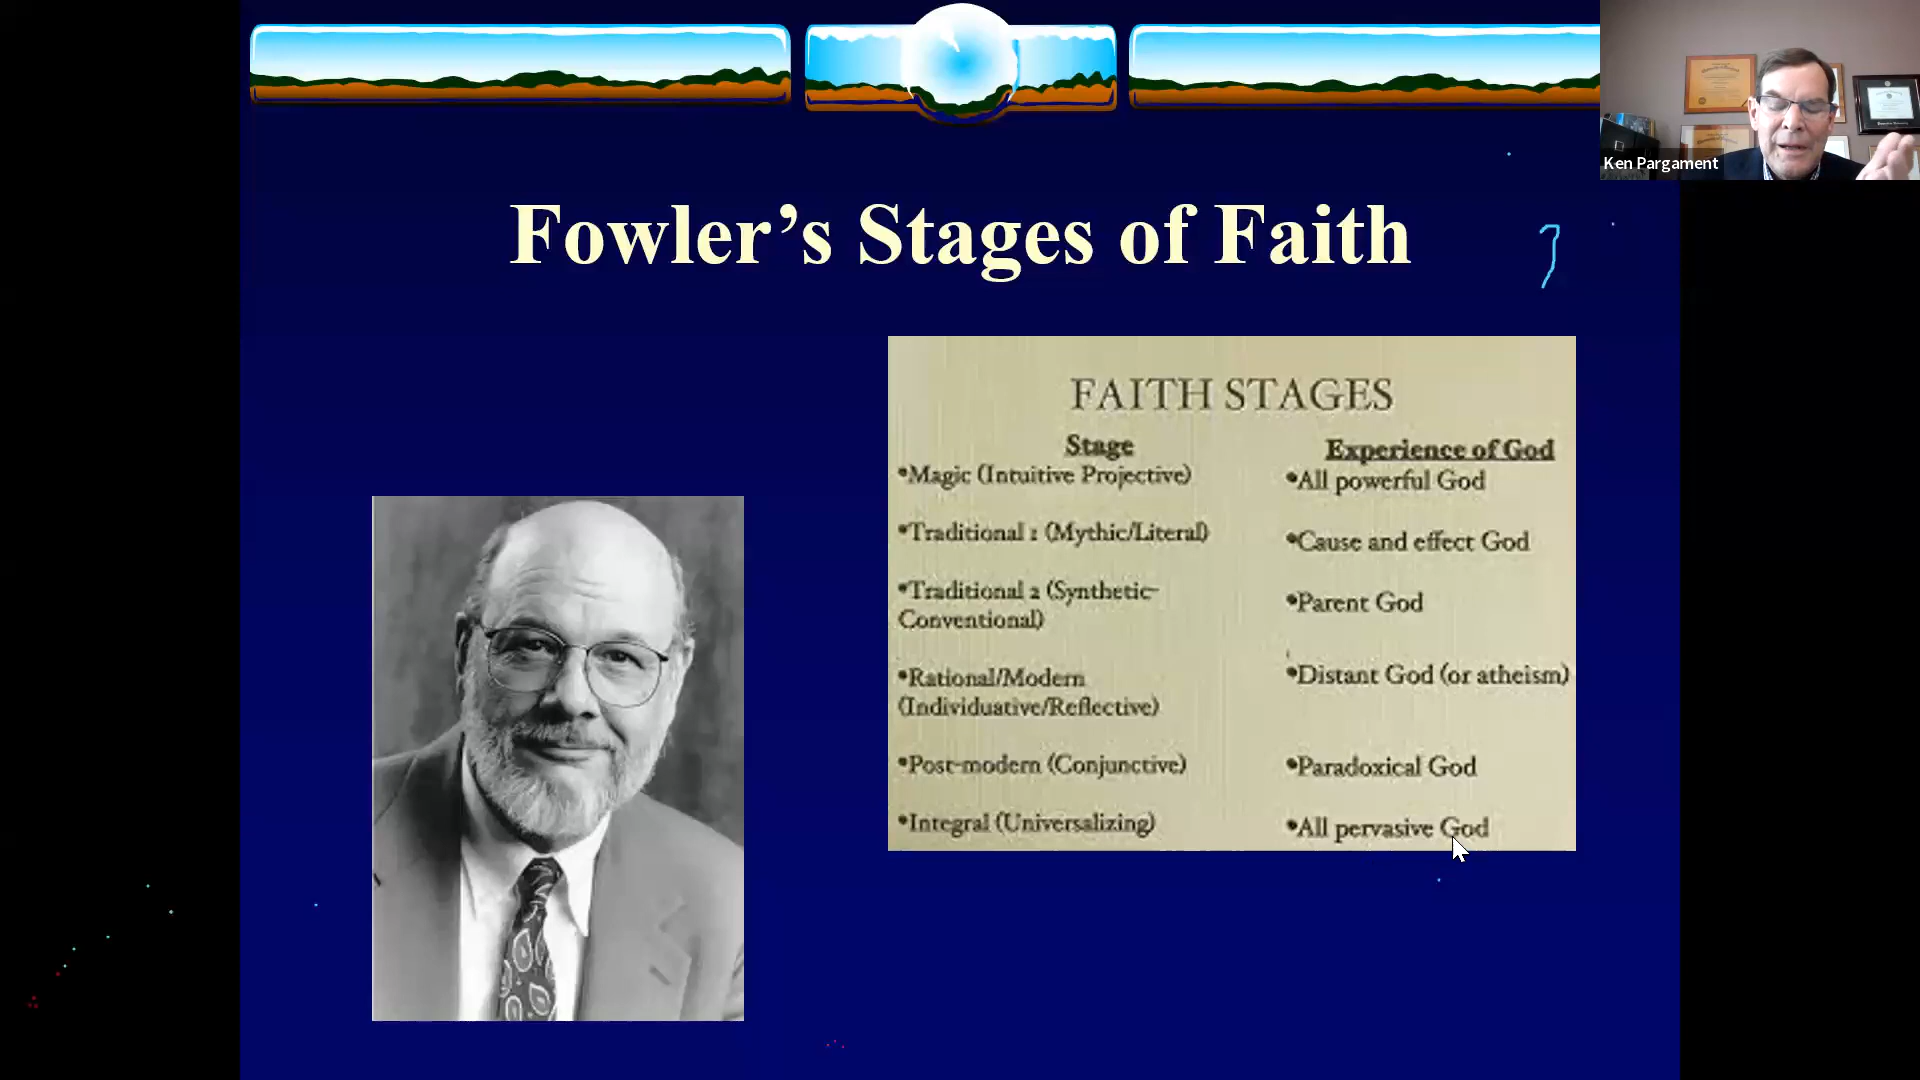 Ken Pargament
Fowler’s Stages of Faith
FAITH STAGES
Stage
•Magic (Intuitive Projective)
•Traditional 1 (Mythic/Literal)
•Traditional 2 (Synthetic-
Conventional)
•Rational/Modern
(Individuative/Reflective)
•Post-modern (Conjunctive)
•Integral (Universalizing)
Experience of God
•All powerful God
•Cause and effect God
•Parent God
•Distant God (or atheism)
•Paradoxical God
•All pervasive God